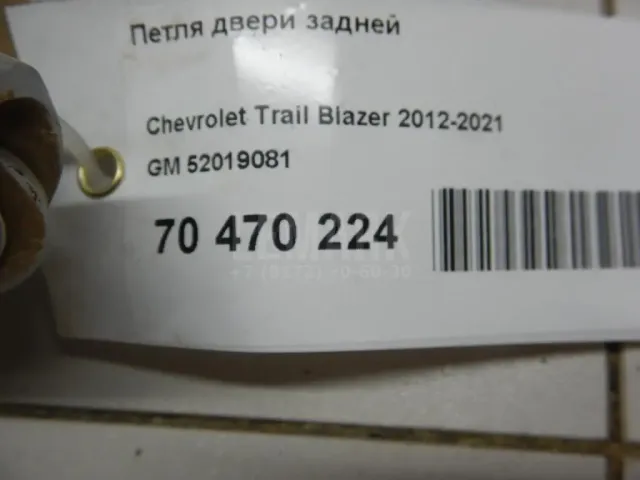 Петля двери задней
Chevrolet Trail Blazer 2012-2021
GM 52019081
70 470 224